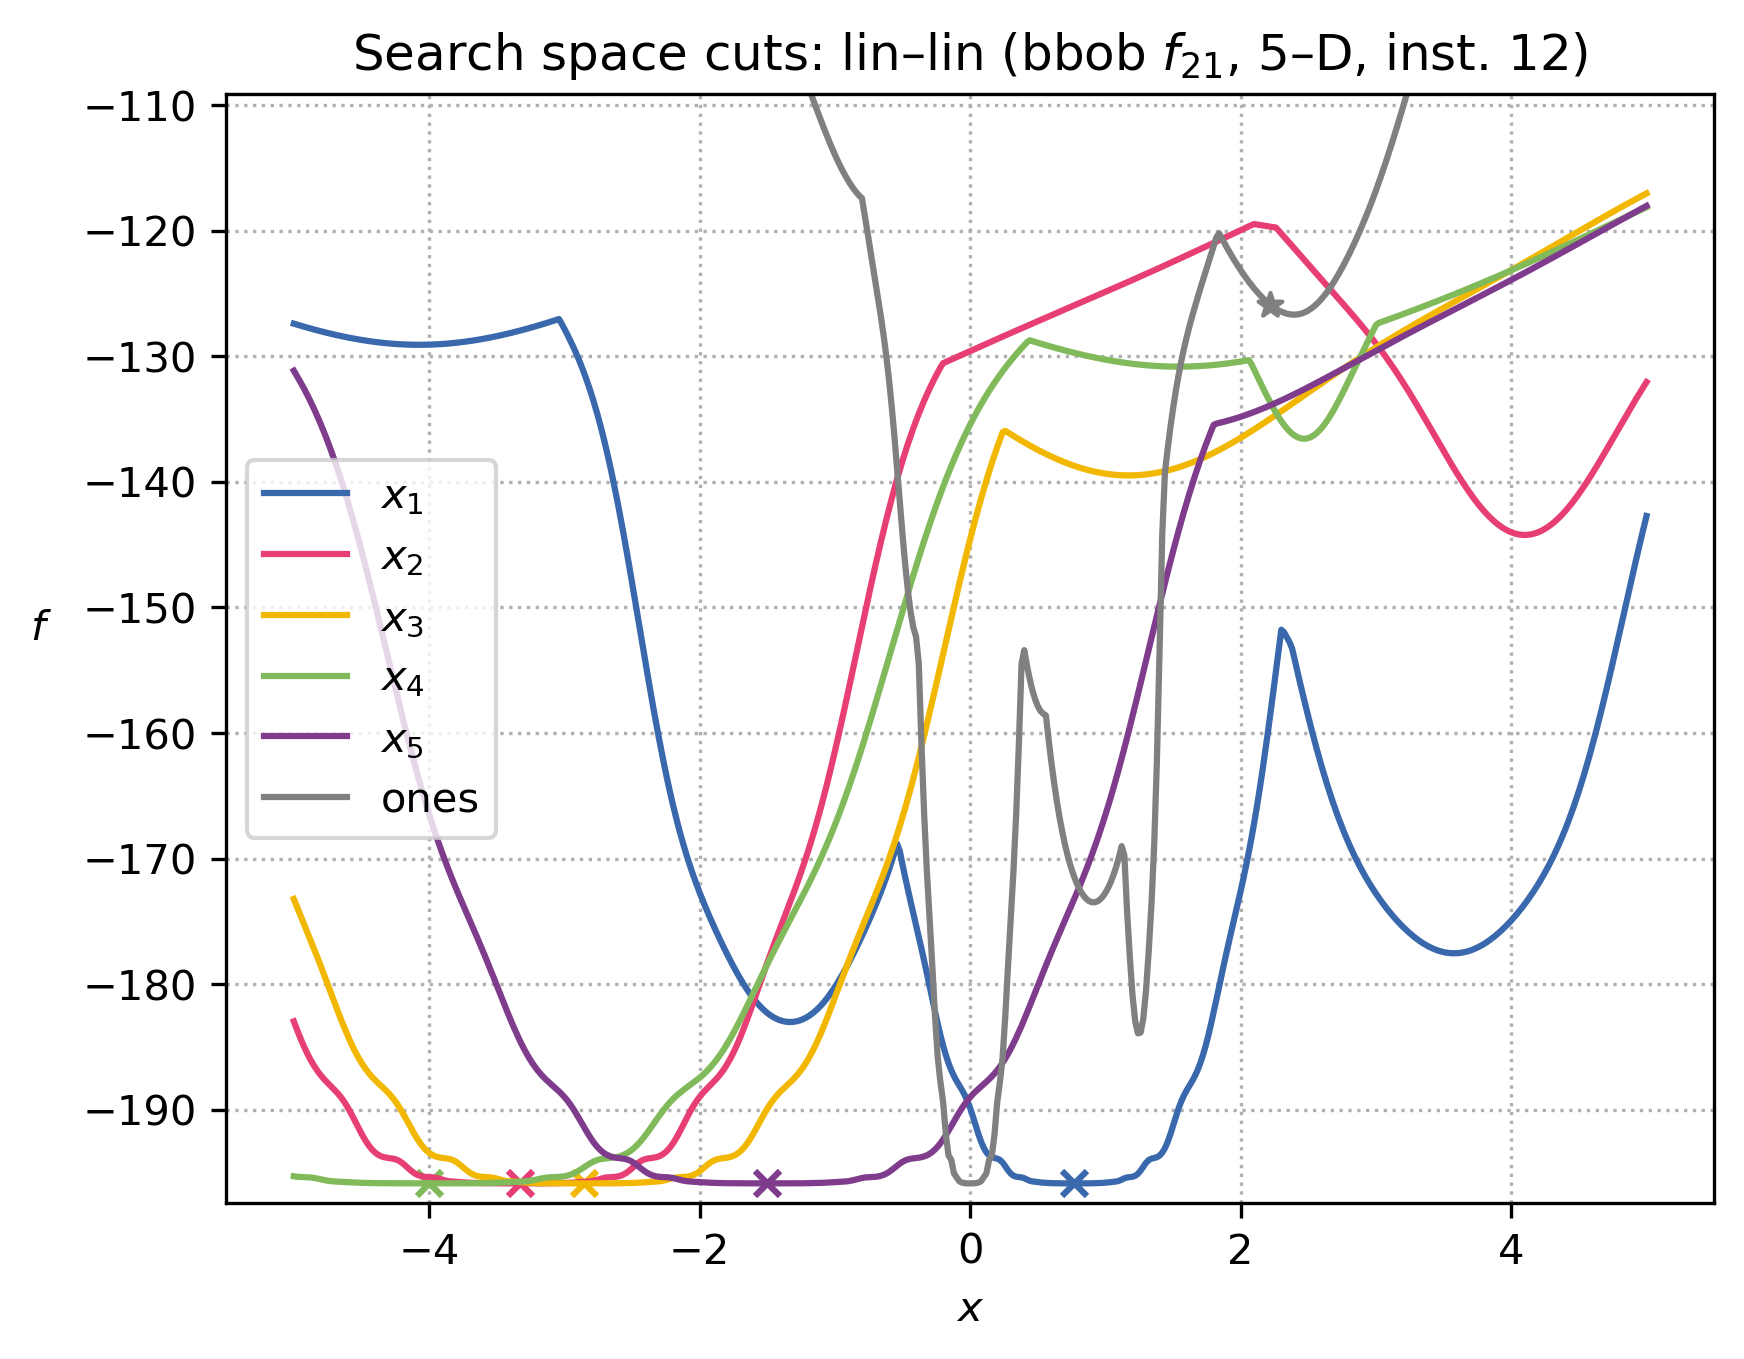 Search space cuts: lin–lin (bbob f21, 5–D, inst. 12)
−110
−120
−130
−140
−150
−160
−170
−180
−190
f
x1
x2
x3
x4
x5
ones
−4
−2
0
2
4
x